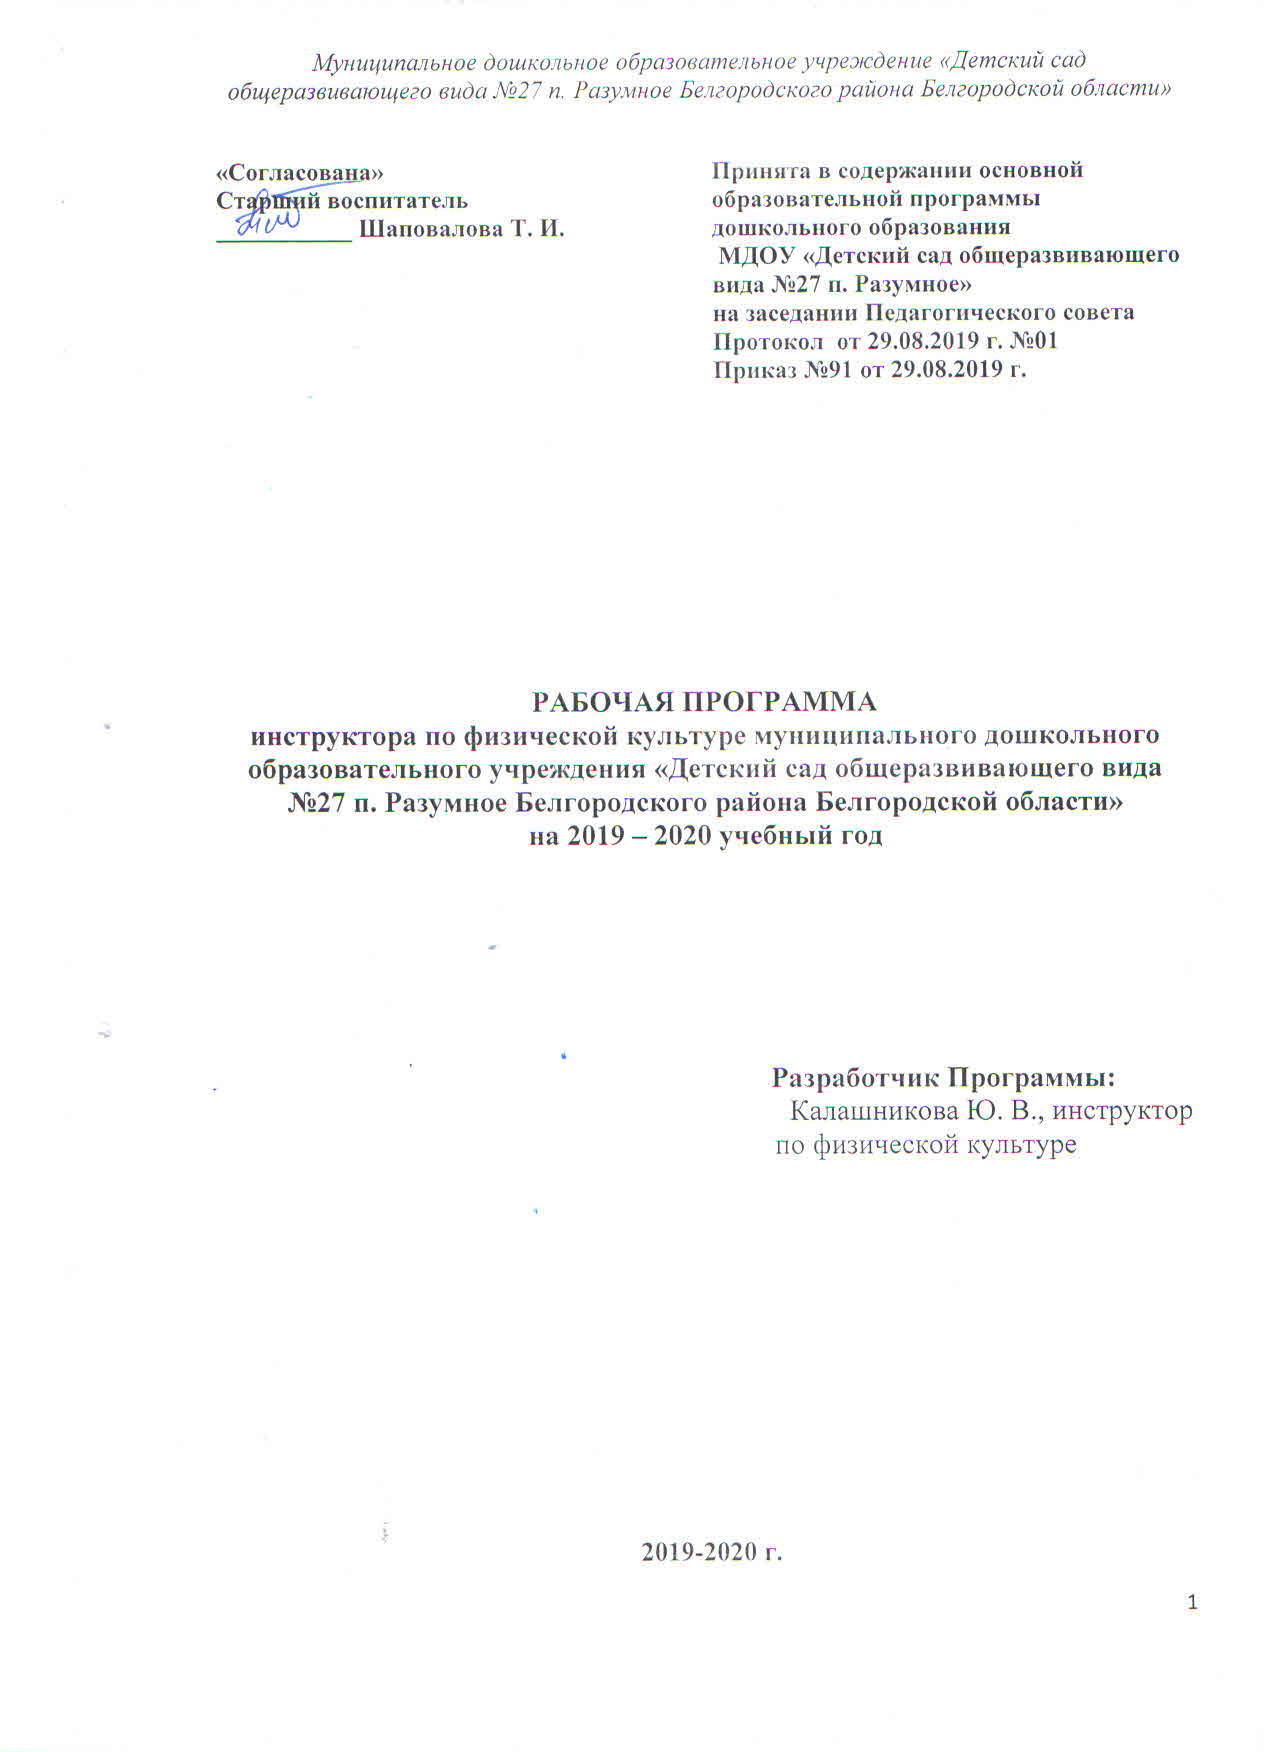 Муниципальное дошкольное образовательное учреждение «Детский сад
общеразвивающего вида №27 п. Разумное Белгородского района Белгородской области»
«Согласована»
Старший воспитатель
___________ Шаповалова Т. И.
Принята в содержании основной
образовательной программы
дошкольного образования
МДОУ «Детский сад общеразвивающего
вида №27 п. Разумное»
на заседании Педагогического совета
Протокол от 29.08.2019 г. №01
Приказ №91 от 29.08.2019 г.
РАБОЧАЯ ПРОГРАММА
инструктора по физической культуре муниципального дошкольного
образовательного учреждения «Детский сад общеразвивающего вида
№27 п. Разумное Белгородского района Белгородской области»
на 2019 – 2020 учебный год
Разработчик Программы:
Калашникова Ю. В., инструктор
по физической культуре
2019-2020 г.
1